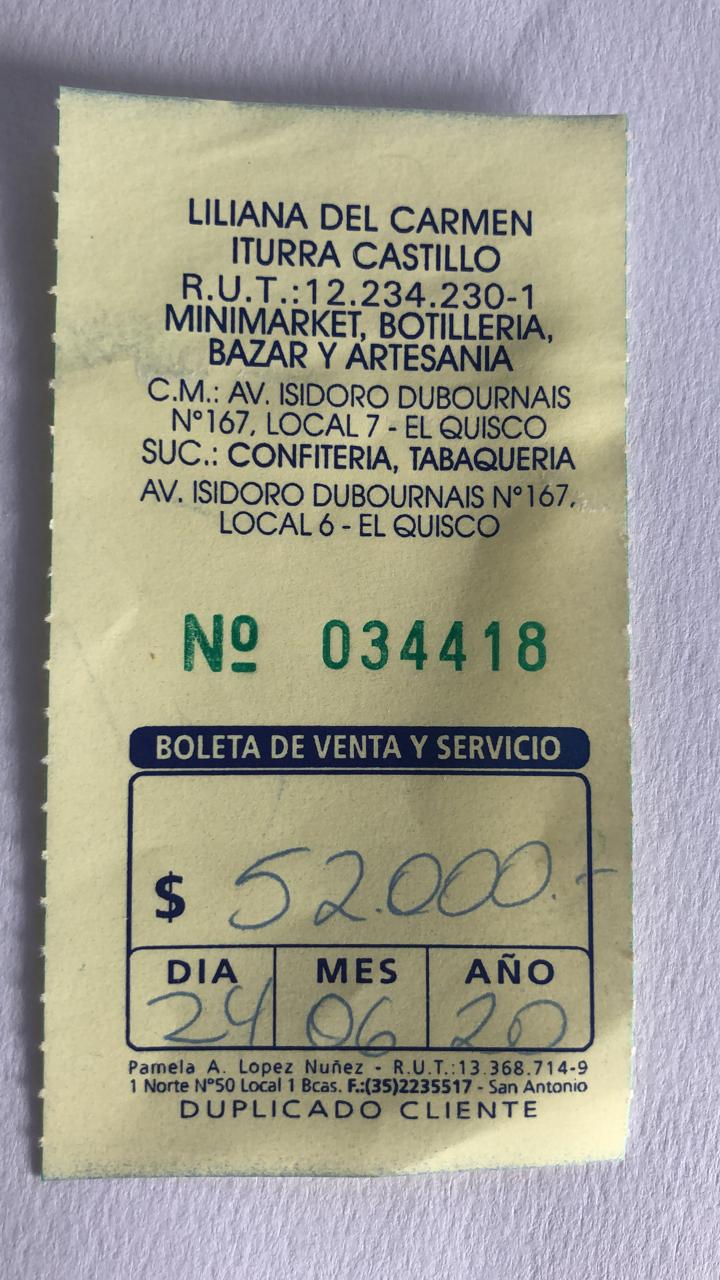 LILIANA DEL CARMEN
ITURRA CASTILLO
R.U.T.:12.234.230-1
MINIMARKET, BOTILLERIA,
BAZAR Y ARTESANIA
C.M.: AV. ISIDORO DUBOURNAIS
N°167, LOCAL 7 - EL QUISCO
SUC.: CONFITERIA, TABAQUERIA
AV. ISIDORO DUBOURNAIS N°167,
LOCAL 6 - EL QUISCO
Nº 034418
BOLETA DE VENTA Y SERVICIO
$ 52.000.-
DIA MES AÑO
24 06 20
Pamela A. Lopez Nuñez - R.U.T.:13.368.714-9
1 Norte N°50 Local 1 Bcas. F.:(35)2235517 - San Antonio
DUPLICADO CLIENTE